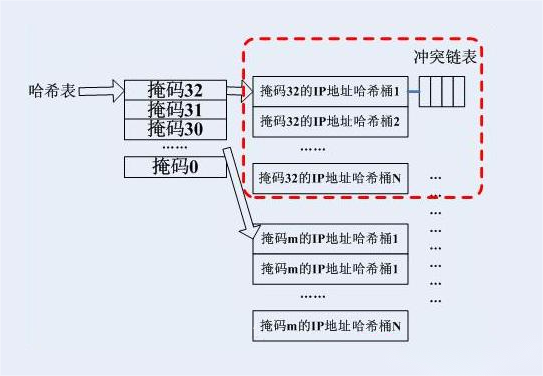 冲突链表
哈希表
掩码32
掩码31
掩码30
……
掩码0
掩码32的IP地址哈希桶1
掩码32的IP地址哈希桶2
……
掩码32的IP地址哈希桶N
掩码m的IP地址哈希桶1
掩码m的IP地址哈希桶1
……
掩码m的IP地址哈希桶N
…
…
…
…
…
…
…
…